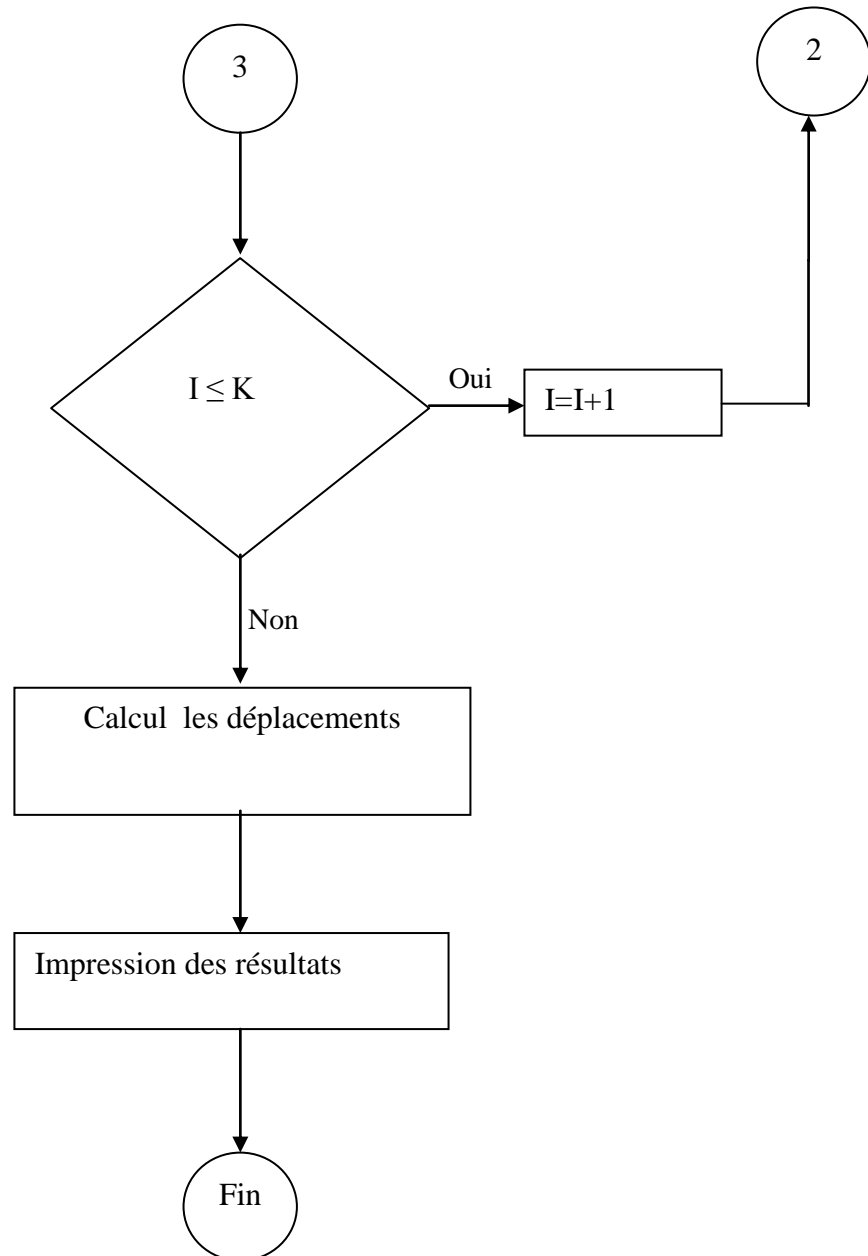 3
2
I ≤ K
Oui
I=I+1
Non
Calcul les déplacements
Impression des résultats
Fin